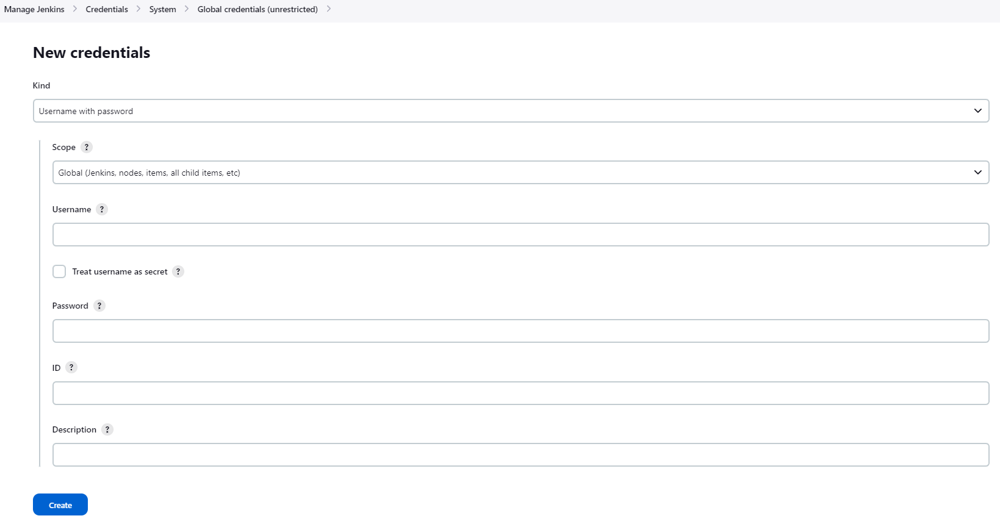 Manage Jenkins > Credentials > System > Global credentials (unrestricted) >
New credentials
Kind
Username with password
Scope ?
Global (Jenkins, nodes, items, all child items, etc)
Username ?
Treat username as secret ?
Password ?
ID ?
Description ?
Create